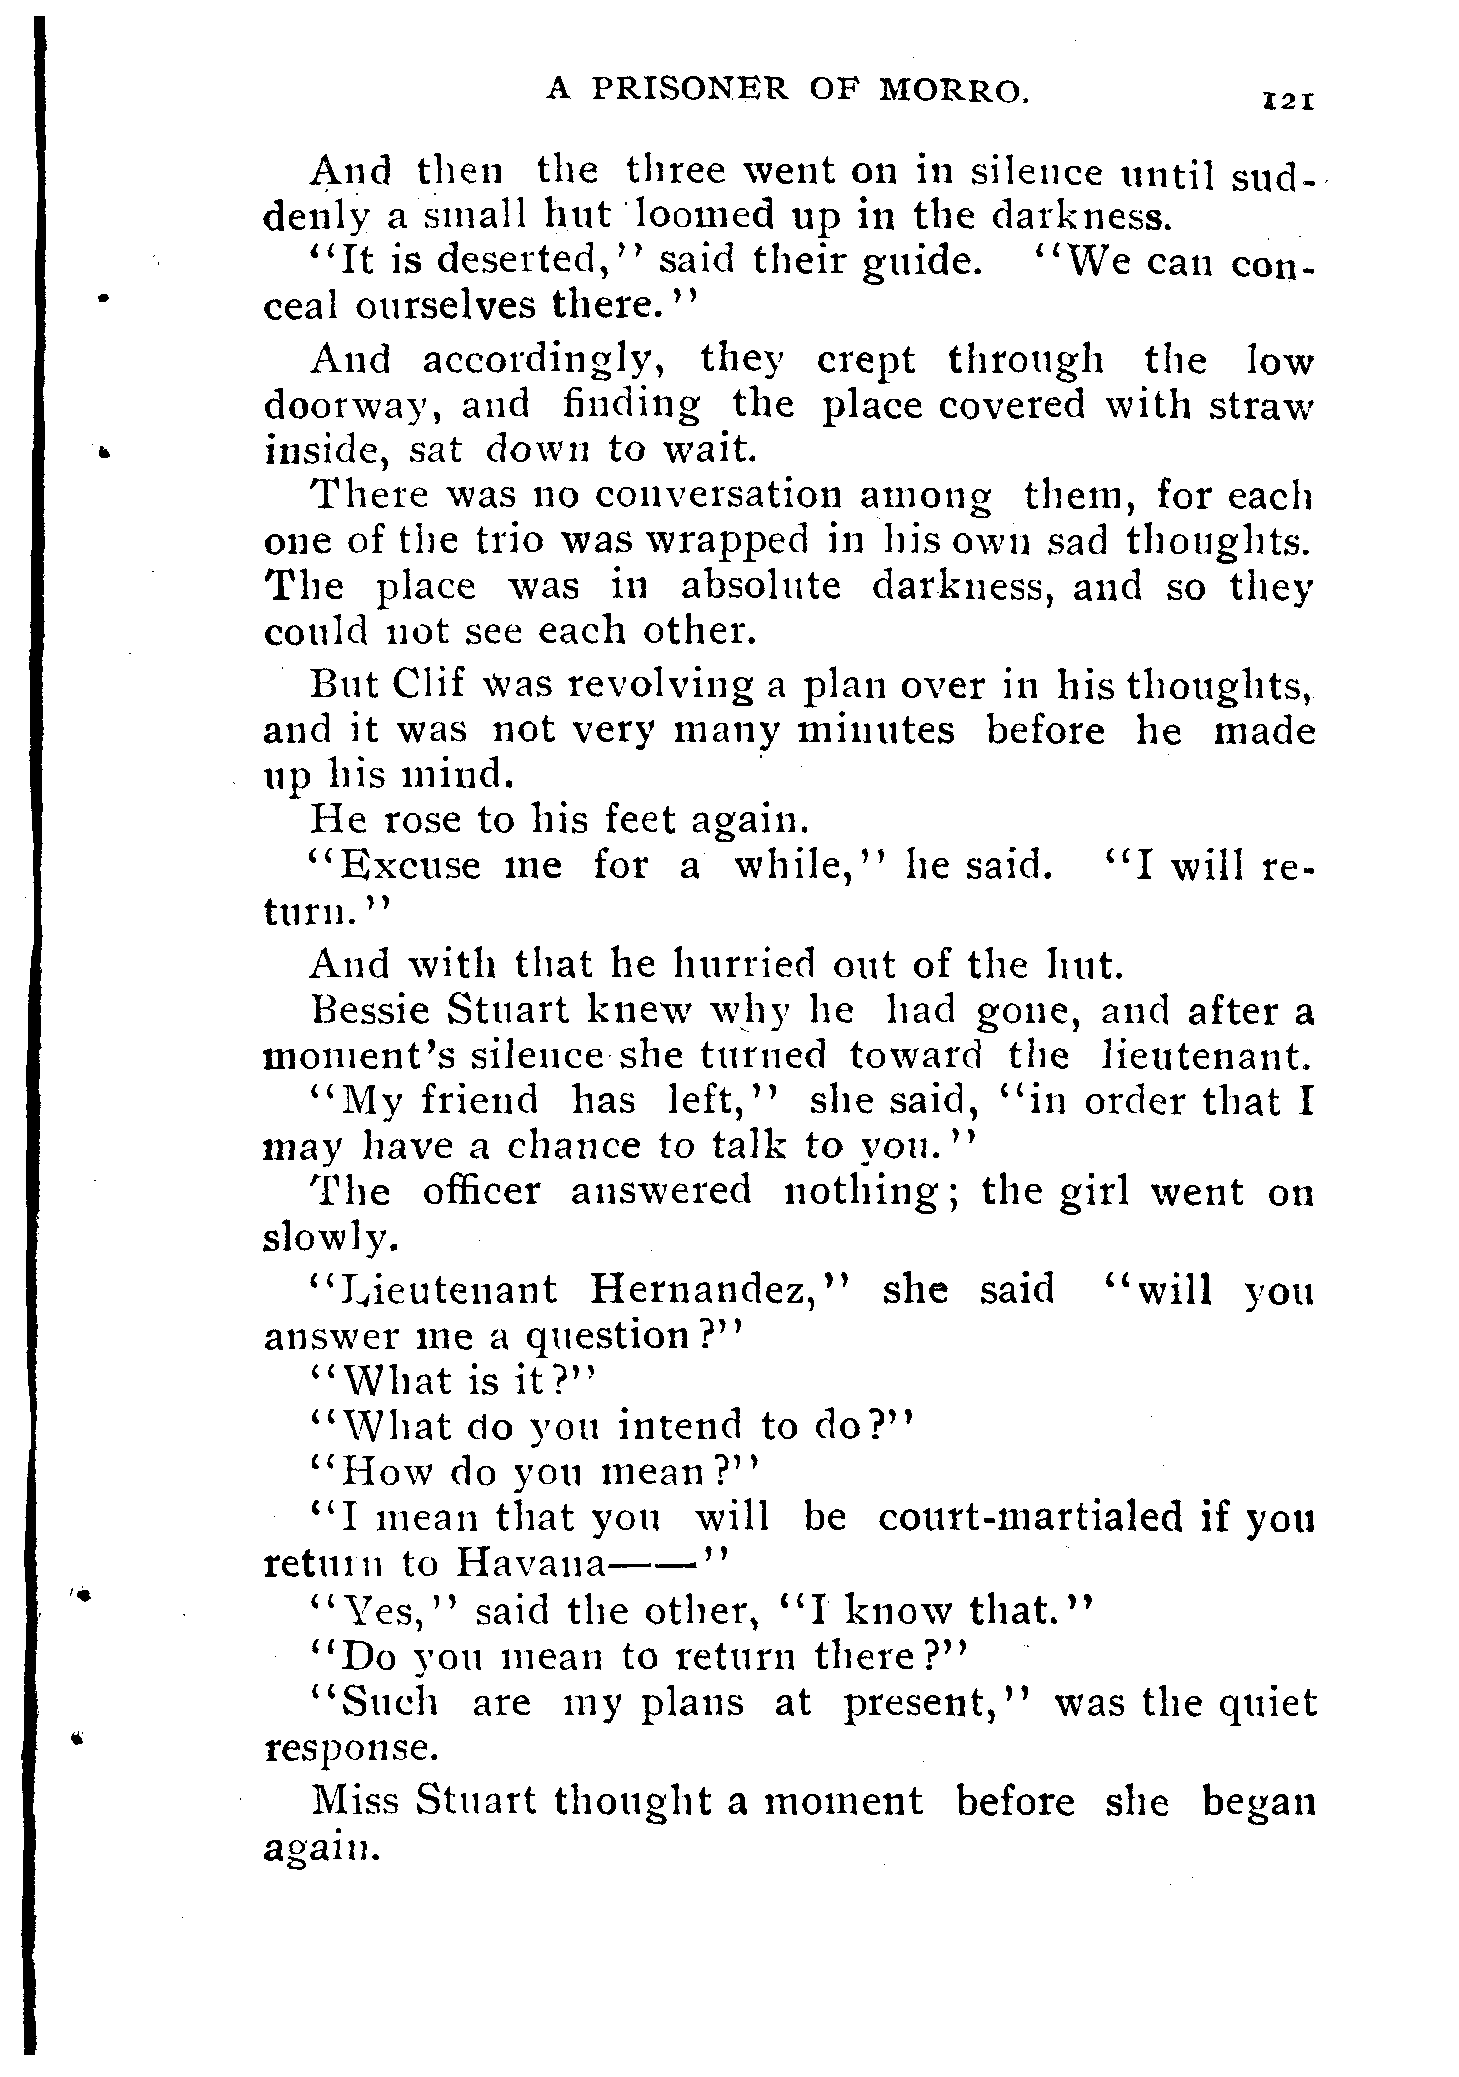 A PRISONER OF MORRO. 121
And then the three went on in silence until sud-
denly a small hut loomed up in the darkness.
"It is deserted," said their guide. "We can con-
ceal ourselves there."
And accordingly, they crept through the low
doorway, and finding the place covered with straw
inside, sat down to wait.
There was no conversation among them, for each
one of the trio was wrapped in his own sad thoughts.
The place was in absolute darkness, and so they
could not see each other.
But Clif was revolving a plan over in his thoughts,
and it was not very many minutes before he made
up his mind.
He rose to his feet again.
"Excuse me for a while," he said. "I will re-
turn."
And with that he hurried out of the hut.
Bessie Stuart knew why he had gone, and after a
moment's silence she turned toward the lieutenant.
"My friend has left," she said, "in order that I
may have a chance to talk to you."
The officer answered nothing; the girl went on
slowly.
"Lieutenant Hernandez," she said "will you
answer me a question?"
"What is it?"
"What do you intend to do?"
"How do you mean?"
"I mean that you will be court-martialed if you
return to Havana——"
"Yes," said the other, "I know that."
"Do you mean to return there?"
"Such are my plans at present," was the quiet
response.
Miss Stuart thought a moment before she began
again.